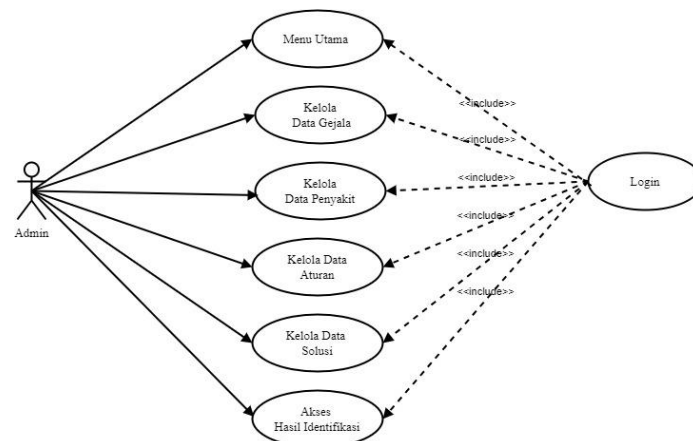 Menu Utama
<<include>>
Kelola
Data Gejala
<<include>>
Kelola
Data Penyakit
<<include>>
Login
Admin
<<include>>
Kelola Data
Aturan
<<include>>
Kelola Data
Solusi
<<include>>
Akses
Hasil Identifikasi